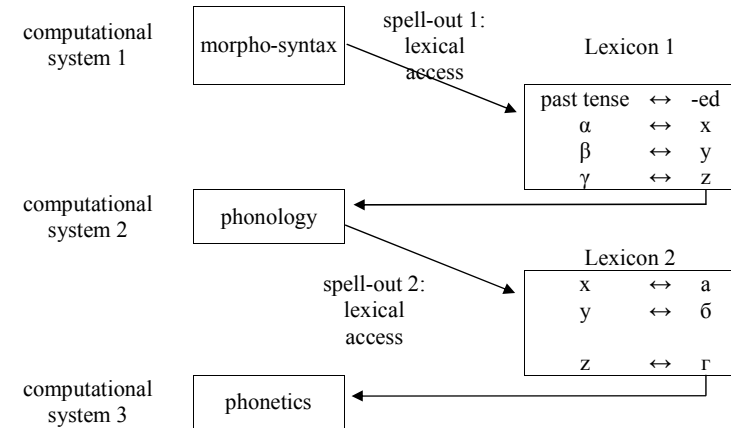 computational
system 1
morpho-syntax
spell-out 1:
lexical
access
Lexicon 1
past tense ↔ -ed
α ↔ x
β ↔ y
γ ↔ z
computational
system 2
phonology
spell-out 2:
lexical
access
Lexicon 2
x ↔ а
y ↔ б
z ↔ г
computational
system 3
phonetics